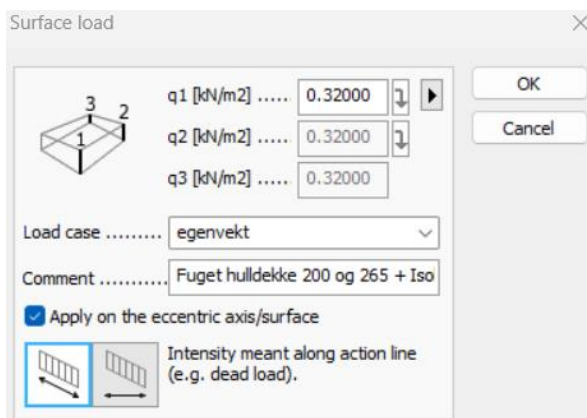 Surface load
3 2
1
q1 [kN/m2] ...... 0.32000
q2 [kN/m2] ...... 0.32000
q3 [kN/m2] ...... 0.32000
OK
Cancel
Load case ......... egenvekt
Comment ........... Fuget hulldekke 200 og 265 + Iso
Apply on the eccentric axis/surface
Intensity meant along action line
(e.g. dead load).